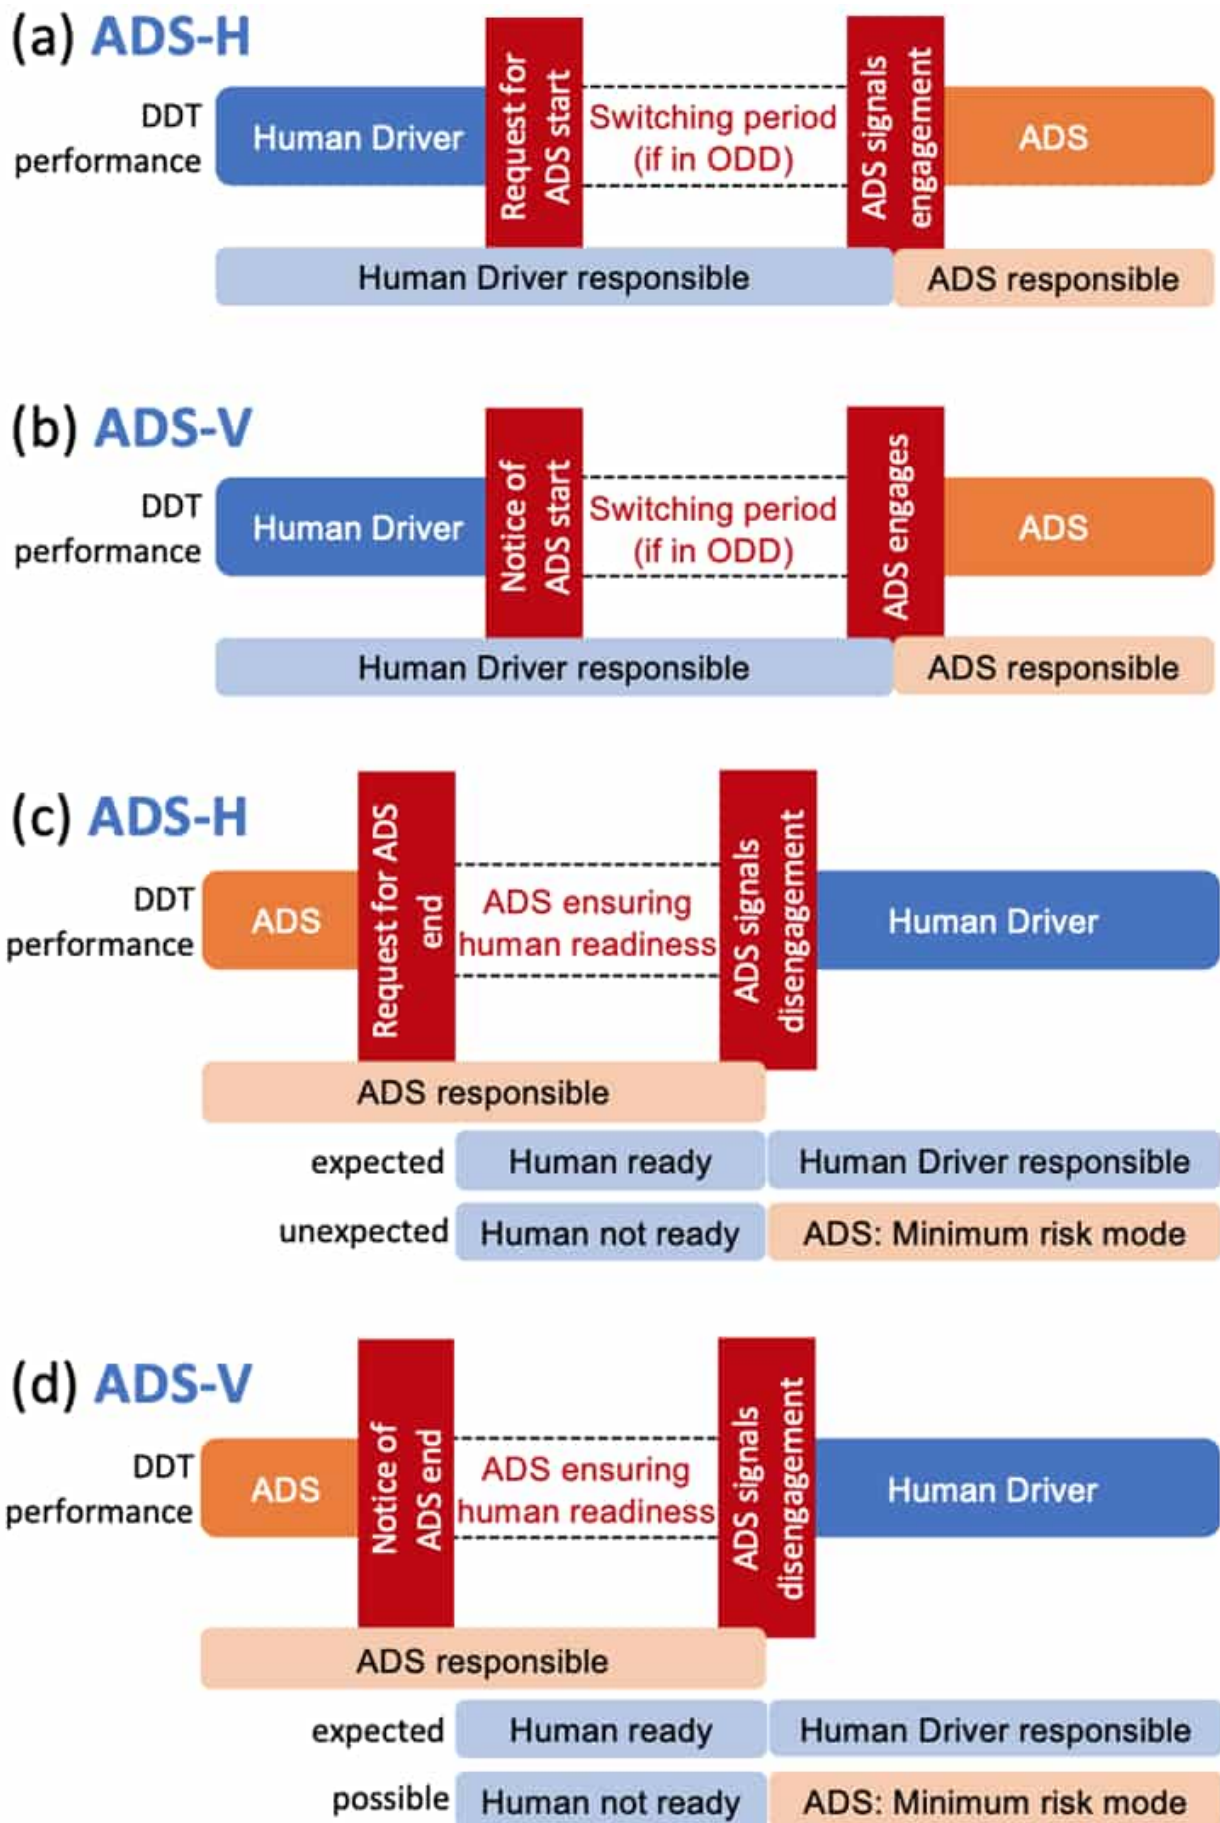 (a) ADS-H
DDT
performance
Human Driver
Request for
ADS start
Switching period
(if in ODD)
ADS signals
engagement
ADS
Human Driver responsible
ADS responsible
(b) ADS-V
DDT
performance
Human Driver
Notice of
ADS start
Switching period
(if in ODD)
ADS engages
ADS
Human Driver responsible
ADS responsible
(c) ADS-H
DDT
performance
ADS
Request for ADS
end
ADS ensuring
human readiness
ADS signals
disengagement
Human Driver
ADS responsible
expected
Human ready
Human Driver responsible
unexpected
Human not ready
ADS: Minimum risk mode
(d) ADS-V
DDT
performance
ADS
Notice of
ADS end
ADS ensuring
human readiness
ADS signals
disengagement
Human Driver
ADS responsible
expected
Human ready
Human Driver responsible
possible
Human not ready
ADS: Minimum risk mode